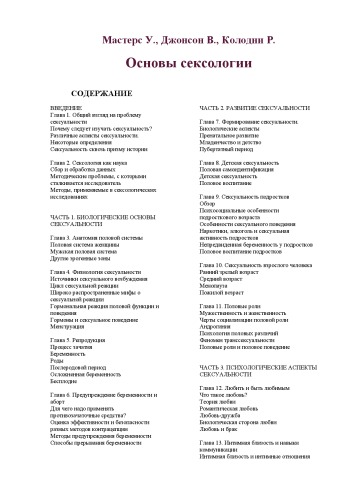 Мастерс У., Джонсон В., Колодни Р.
Основы сексологии
СОДЕРЖАНИЕ
ВВЕДЕНИЕ
Глава 1. Общий взгляд на проблему
сексуальности
Почему следует изучать сексуальность?
Различные аспекты сексуальности.
Некоторые определения
Сексуальность сквозь призму истории
Глава 2. Сексология как наука
Сбор и обработка данных
Методические проблемы, с которыми
сталкивается исследователь
Методы, применяемые в сексологических
исследованиях
ЧАСТЬ 1. БИОЛОГИЧЕСКИЕ ОСНОВЫ
СЕКСУАЛЬНОСТИ
Глава 3. Анатомия половой системы
Половая система женщины
Мужская половая система
Другие эрогенные зоны
Глава 4. Физиология сексуальности
Источники сексуального возбуждения
Цикл сексуальной реакции
Широко распространенные мифы о
сексуальной реакции
Гормональная регуляция половой функции и
поведения
Гормоны и сексуальное поведение
Менструация
Глава 5. Репродукция
Процесс зачатия
Беременность
Роды
Послеродовой период
Осложненная беременность
Бесплодие
Глава 6. Предупреждение беременности и
аборт
Для чего надо применять
противозачаточные средства?
Оценка эффективности и безопасности
разных методов контрацепции
Методы предупреждения беременности
Способы прерывания беременности
ЧАСТЬ 2. РАЗВИТИЕ СЕКСУАЛЬНОСТИ
Глава 7. Формирование сексуальности.
Биологические аспекты
Пренатальное развитие
Младенчество и детство
Пубертатный период
Глава 8. Детская сексуальность
Половая самоидентификация
Детская сексуальность
Половое воспитание
Глава 9. Сексуальность подростков
Обзор
Психосоциальные особенности
подросткового возраста
Особенности сексуального поведения
Наркотики, алкоголь и сексуальная
активность подростков
Непредвиденная беременность у подростков
Половое воспитание подростков
Глава 10. Сексуальность взрослого человека
Ранний зрелый возраст
Средний возраст
Менопауза
Пожилой возраст
Глава 11. Половые роли
Мужественность и женственность
Черты социализации половой роли
Андрогиния
Психология половых различий
Феномен транссексуальности
Половые роли и половое поведение
ЧАСТЬ 3. ПСИХОЛОГИЧЕСКИЕ АСПЕКТЫ
СЕКСУАЛЬНОСТИ
Глава 12. Любить и быть любимым
Что такое любовь?
Теория любви
Романтическая любовь
Любовь-дружба
Биологическая сторона любви
Любовь и брак
Глава 13. Интимная близость и навыки
коммуникации
Интимная близость и интимные отношения